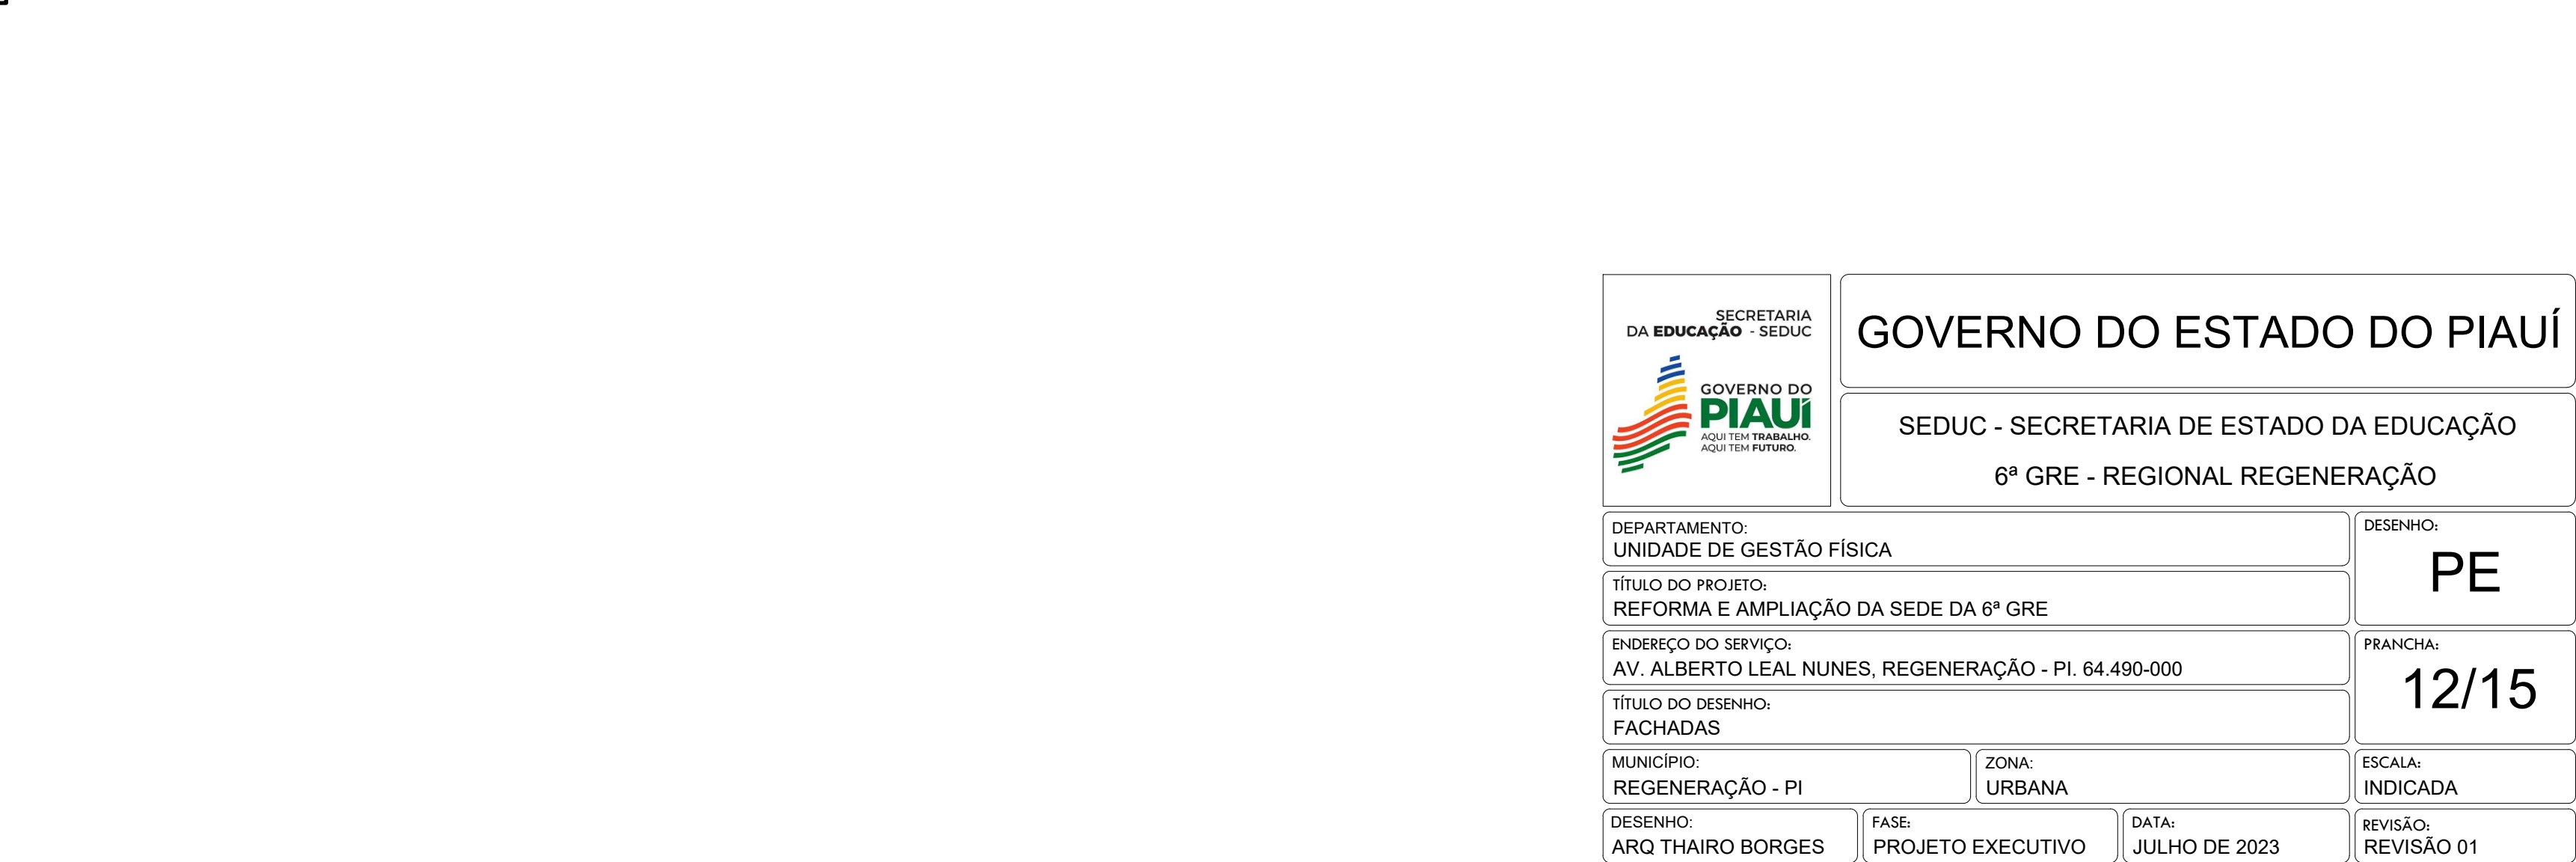 SECRETARIA
DA EDUCAÇÃO - SEDUC
GOVERNO DO
PIAUÍ
AQUI TEM TRABALHO.
AQUI TEM FUTURO.
GOVERNO DO ESTADO DO PIAUÍ
SEDUC - SECRETARIA DE ESTADO DA EDUCAÇÃO
6ª GRE - REGIONAL REGENERAÇÃO
DEPARTAMENTO:
UNIDADE DE GESTÃO FÍSICA
DESENHO:
PE
TÍTULO DO PROJETO:
REFORMA E AMPLIAÇÃO DA SEDE DA 6ª GRE
ENDEREÇO DO SERVIÇO:
AV. ALBERTO LEAL NUNES, REGENERAÇÃO - PI. 64.490-000
PRANCHA:
12/15
TÍTULO DO DESENHO:
FACHADAS
MUNICÍPIO:
REGENERAÇÃO - PI
ZONA:
URBANA
ESCALA:
INDICADA
DESENHO:
ARQ THAIRO BORGES
FASE:
PROJETO EXECUTIVO
DATA:
JULHO DE 2023
REVISÃO:
REVISÃO 01